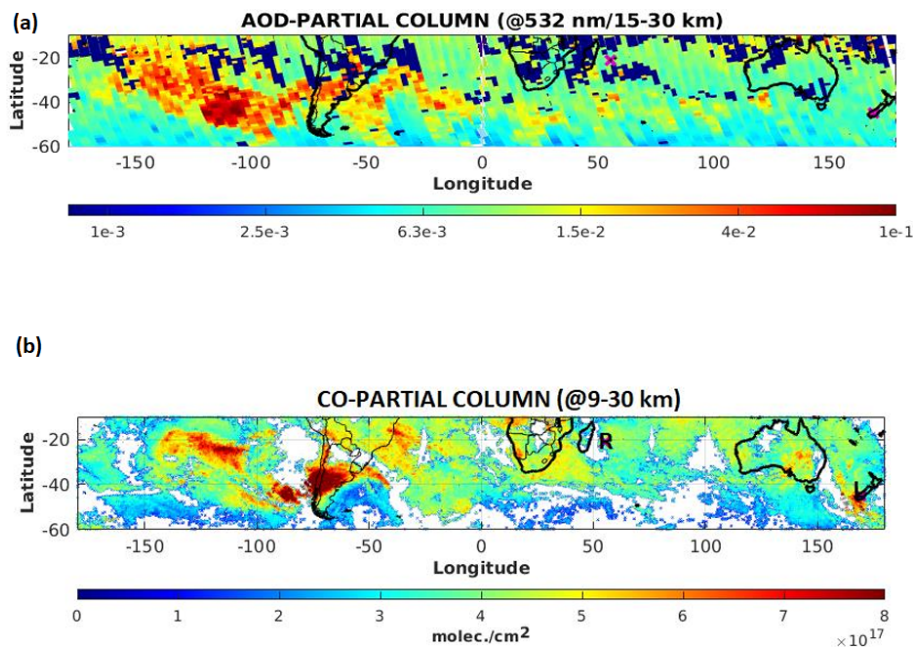 (a)
AOD-PARTIAL COLUMN (@532 nm/15-30 km)
Latitude
-20
-40
-60
-150 -100 -50 0 50 100 150
Longitude
1e-3 2.5e-3 6.3e-3 1.5e-2 4e-2 1e-1
(b)
CO-PARTIAL COLUMN (@9-30 km)
Latitude
-20
-40
-60
R
L
-150 -100 -50 0 50 100 150
Longitude
0 1 2 3 4 5 6 7 8
molec./cm²
×10¹⁷